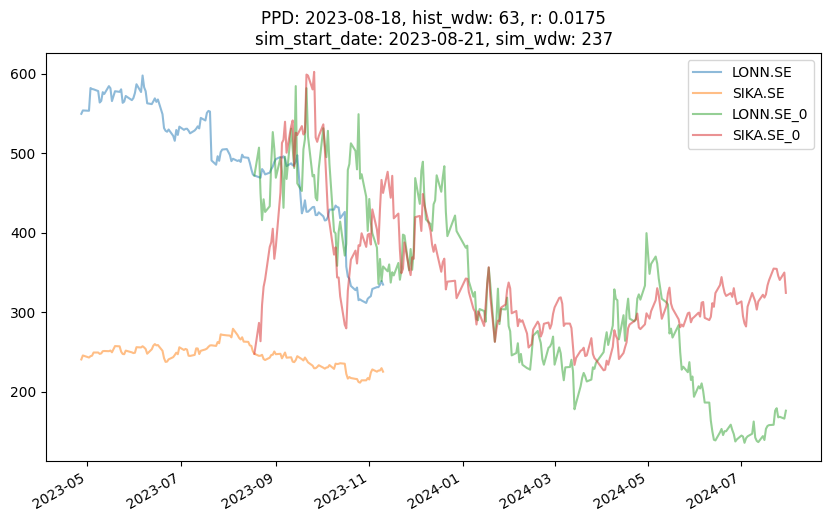 PPD: 2023-08-18, hist_wdw: 63, r: 0.0175
sim_start_date: 2023-08-21, sim_wdw: 237
LONN.SE
SIKA.SE
LONN.SE_0
SIKA.SE_0
600
500
400
300
200
2023-05
2023-07
2023-09
2023-11
2024-01
2024-03
2024-05
2024-07